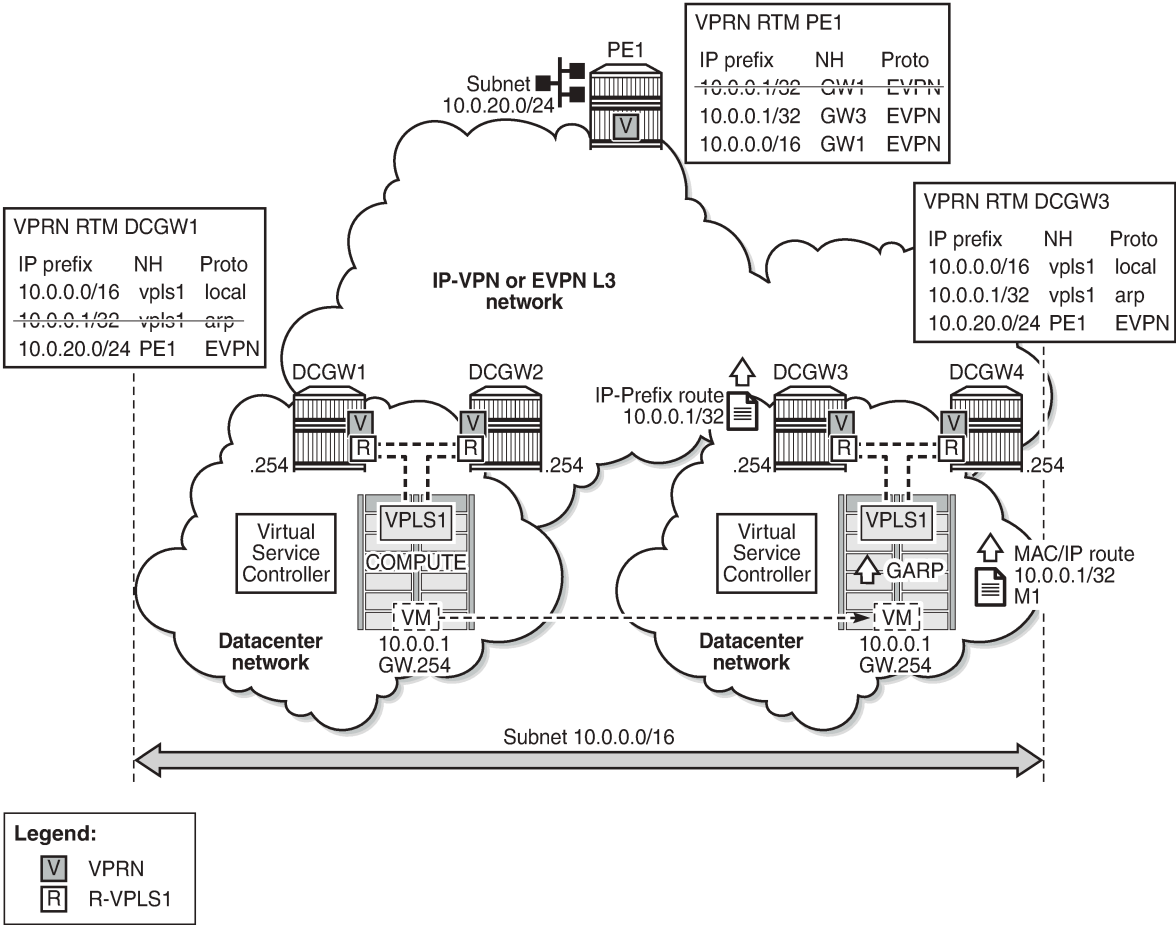 VPRN RTM PE1
IP prefix NH Proto
10.0.0.1/32 GW1 EVPN
10.0.0.1/32 GW3 EVPN
10.0.0.0/16 GW1 EVPN
PE1
Subnet
10.0.20.0/24
V
VPRN RTM DCGW1
IP prefix NH Proto
10.0.0.0/16 vpls1 local
10.0.0.1/32 vpls1 arp
10.0.20.0/24 PE1 EVPN
VPRN RTM DCGW3
IP prefix NH Proto
10.0.0.0/16 vpls1 local
10.0.0.1/32 vpls1 arp
10.0.20.0/24 PE1 EVPN
IP-VPN or EVPN L3
network
DCGW1
DCGW2
V
V
R
R
.254
.254
IP-Prefix route
10.0.0.1/32
DCGW3
DCGW4
V
V
R
R
.254
.254
Virtual
Service
Controller
VPLS1
COMPUTE
VM
10.0.0.1
GW.254
Datacenter
network
Virtual
Service
Controller
VPLS1
GARP
VM
10.0.0.1
GW.254
Datacenter
network
MAC/IP route
10.0.0.1/32
M1
Subnet 10.0.0.0/16
Legend:
V VPRN
R R-VPLS1